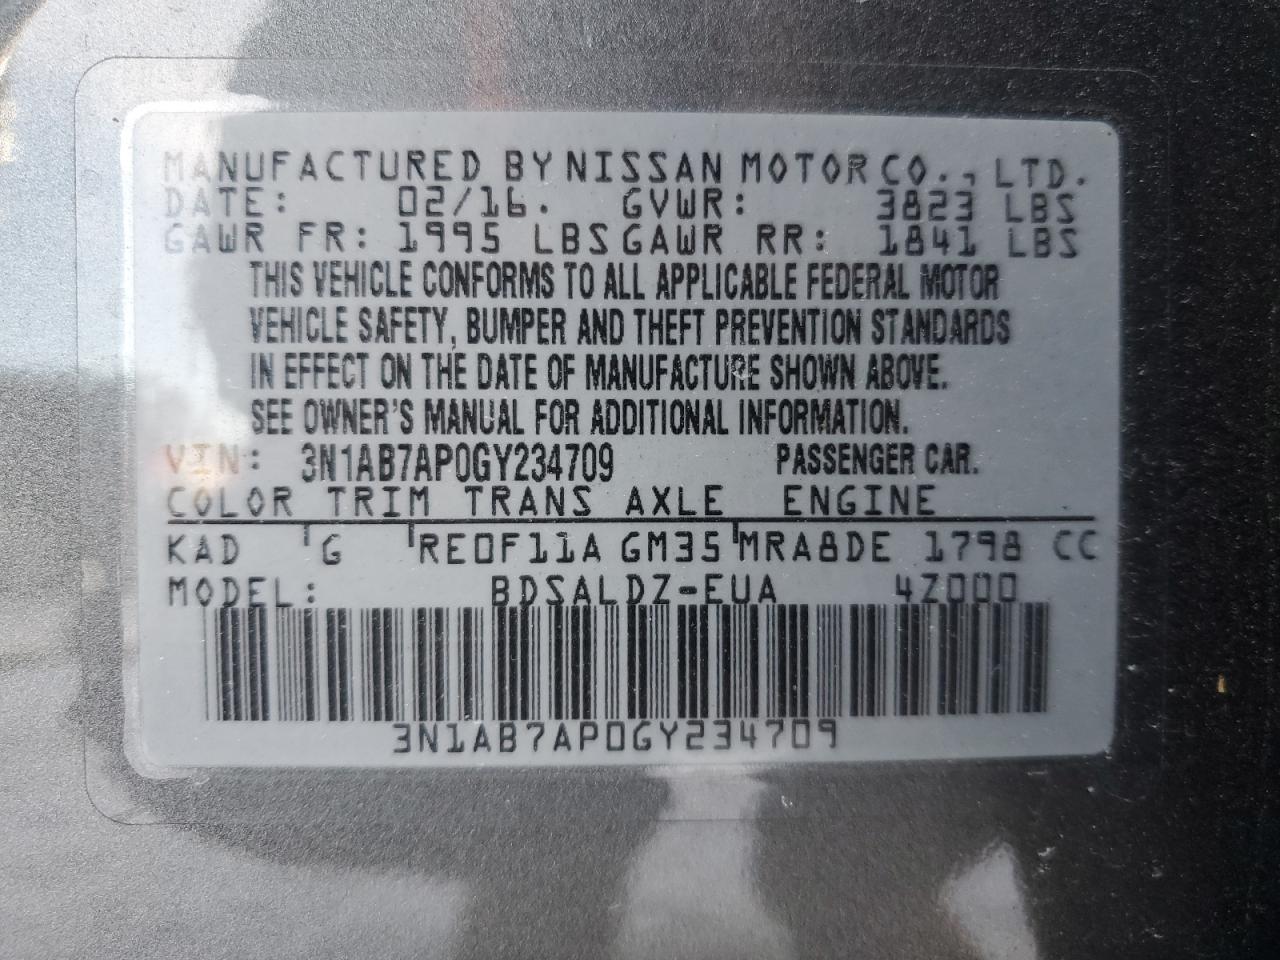 MANUFACTURED BY NISSAN MOTOR CO., LTD.
DATE: 02/16. GVWR: 3823 LBS
GAWR FR: 1995 LBS GAWR RR: 1841 LBS
THIS VEHICLE CONFORMS TO ALL APPLICABLE FEDERAL MOTOR
VEHICLE SAFETY, BUMPER AND THEFT PREVENTION STANDARDS
IN EFFECT ON THE DATE OF MANUFACTURE SHOWN ABOVE.
SEE OWNER'S MANUAL FOR ADDITIONAL INFORMATION.
VIN: 3N1AB7AP0GY234709 PASSENGER CAR.
COLOR TRIM TRANS AXLE ENGINE
KAD G RE0F11A GM35 MRA8DE 1798 CC
MODEL: BDSALDZ-EUA 4Z000
3N1AB7AP0GY234709